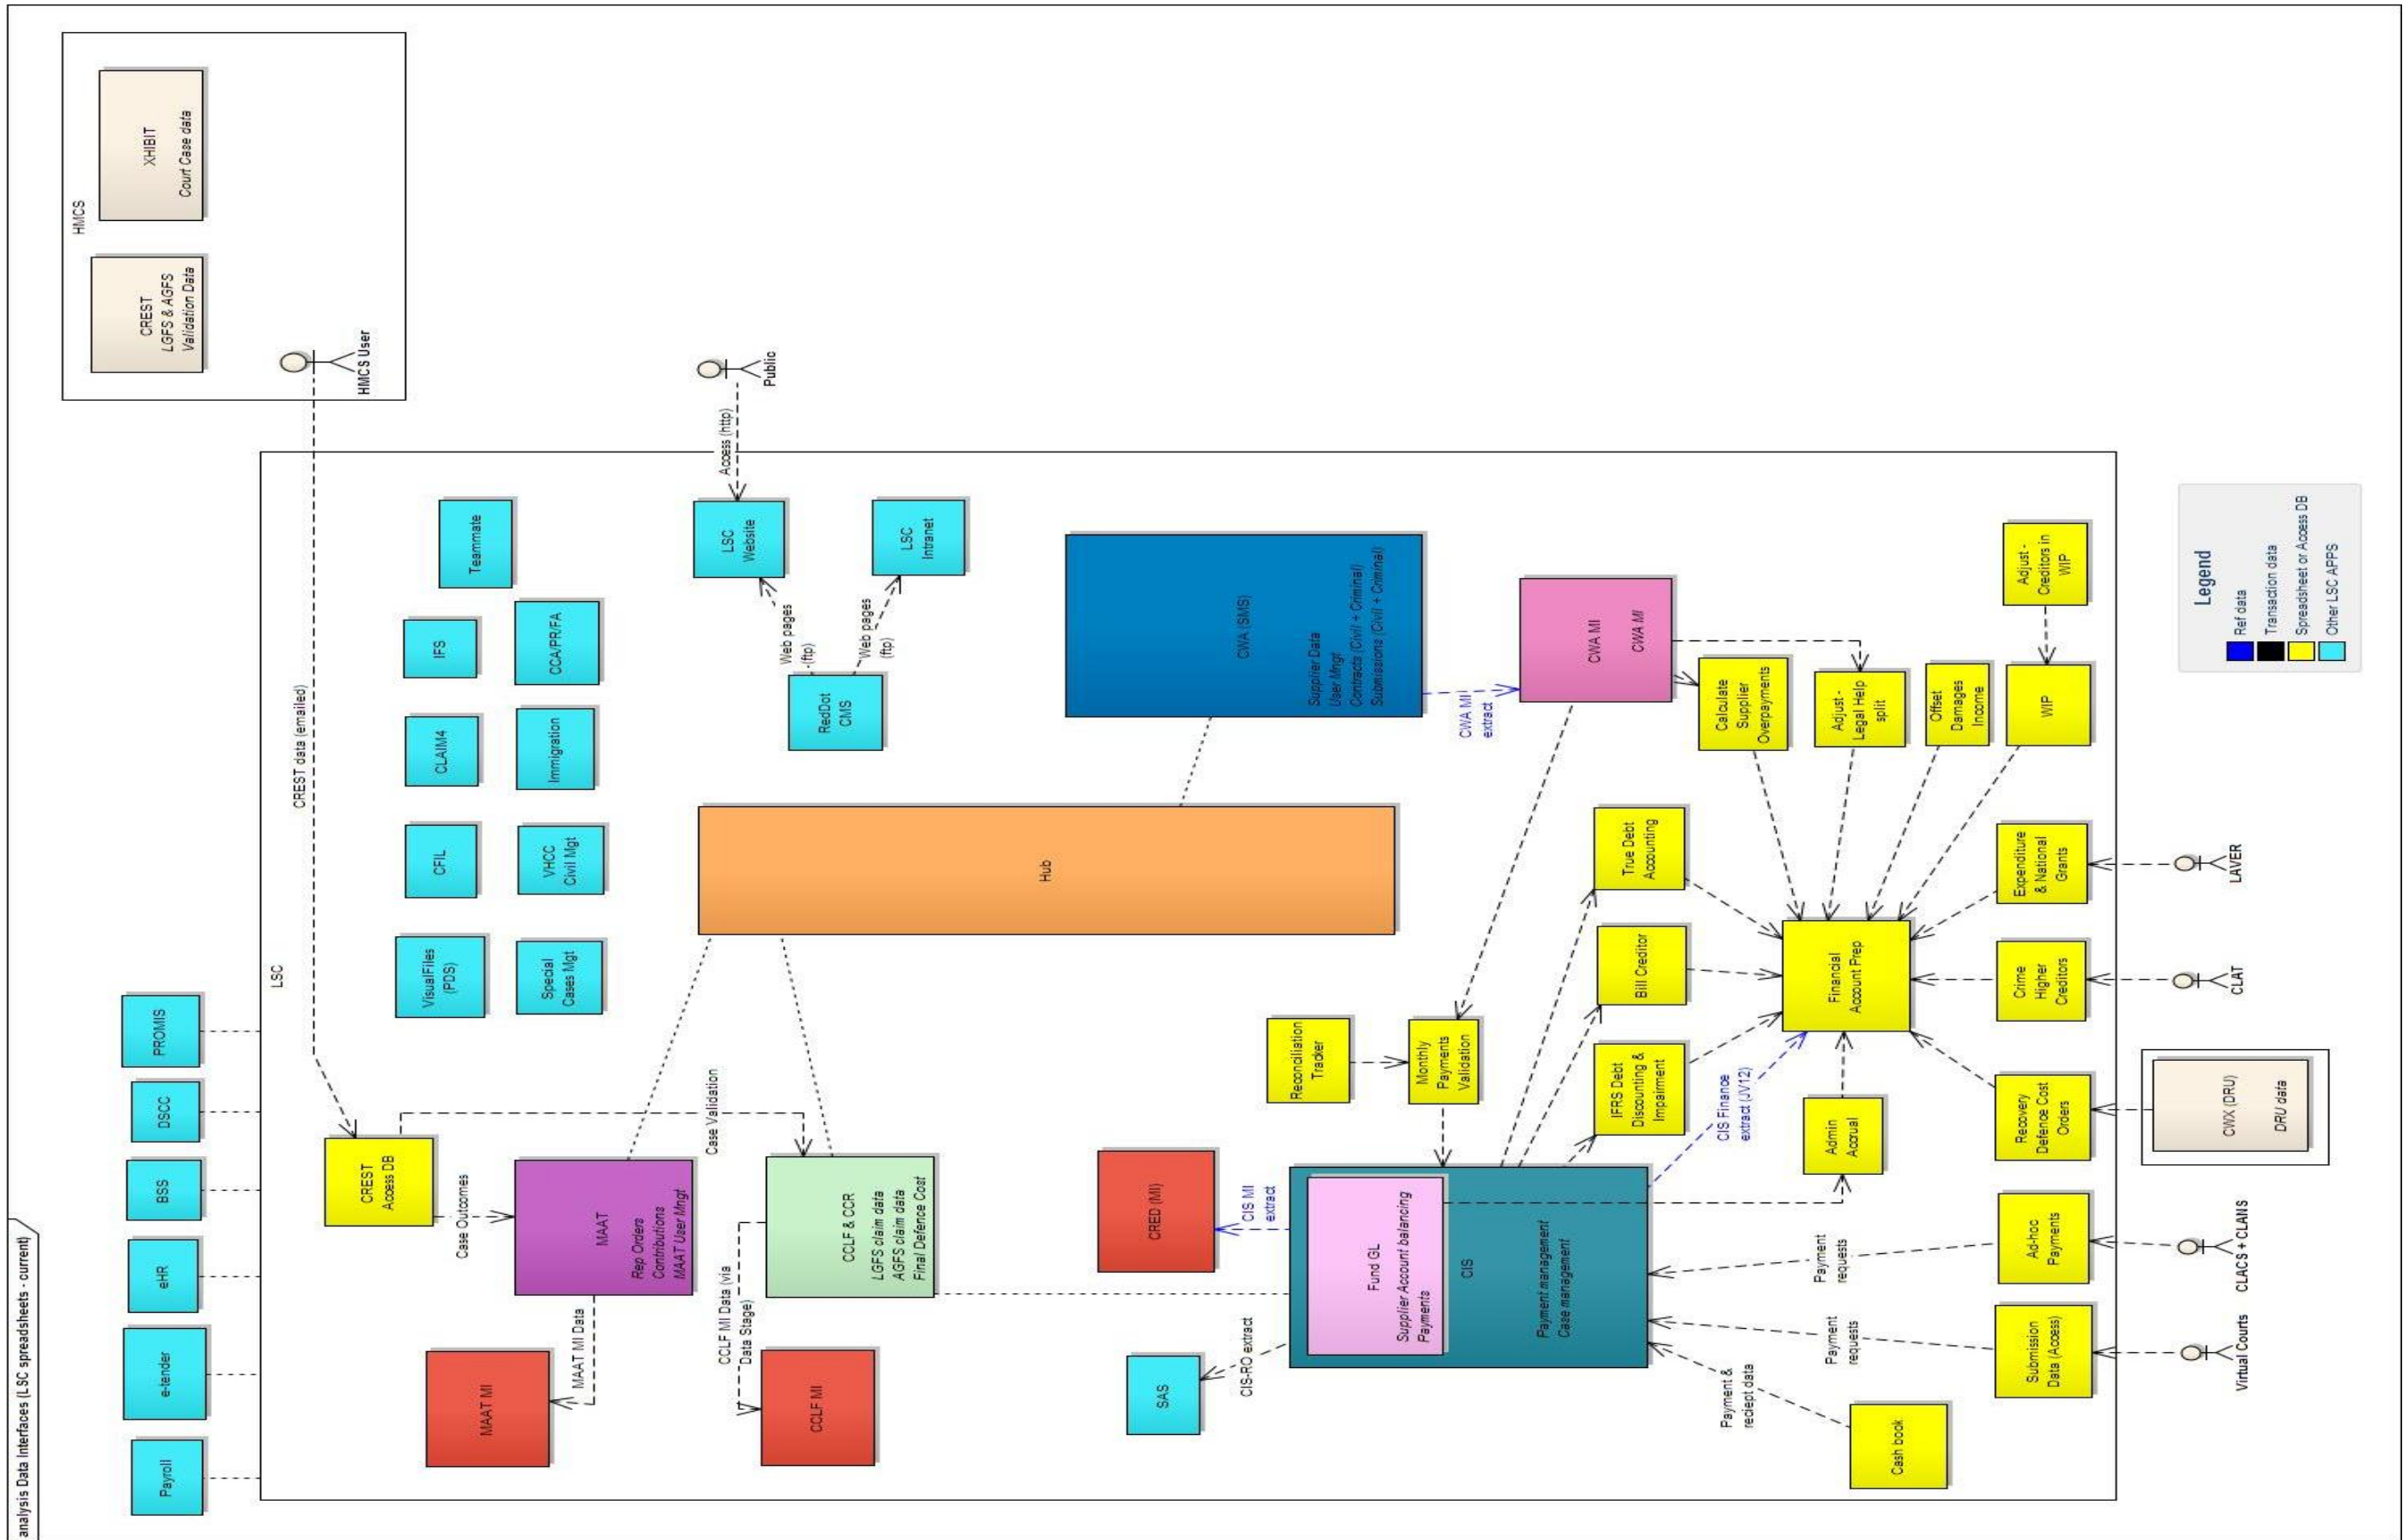 analysis Data Interfaces (LSC spreadsheets - current)
Payroll
e-tender
eHR
BSS
DSCC
PROMIS
HMCS
CREST
LGFS & AGFS
Validation Data
XHIBIT
Court Case data
HMCS User
LSC
CREST data (emailed)
CREST
Access DB
VisualFiles
(PDS)
CFIL
CLAIM4
IFS
Teammate
Special
Cases Mgt
VHCC
Civil Mgt
Immigration
CCA/PR/FA
Case Outcomes
Case Validation
MAAT MI
MAAT MI Data
MAAT
Rep Orders
Contributions
MAAT User Mngt
CCLF MI Data (via
Data Stage)
CCLF MI
CCLF & CCR
LGFS claim data
AGFS claim data
Final Defence Cost
Hub
RedDot
CMS
Web pages
-(ftp)
Web pages
(ftp)
LSC
Website
LSC
Intranet
Access (http)
Public
CWA (SMS)
Supplier Data
User Mngt
Contracts (Civil + Criminal)
Submissions (Civil + Criminal)
CWA MI
extract
CWA MI
CWA MI
SAS
CIS-RO extract
CRED (MI)
CIS MI
extract
Reconciliation
Tracker
Monthly
Payments
Validation
Fund GL
Supplier Account balancing
Payments
CIS
Payment management
Case management
IFRS Debt
Discounting &
Impairment
Bill Creditor
True Debt
Accounting
CIS Finance
extract (JV12)
Calculate
Supplier
Overpayments
Adjust -
Legal Help
split
Offset
Damages
Income
WIP
Adjust -
Creditors in
WIP
Financial
Account Prep
Admin
Accrual
Payment &
reciept data
Payment
requests
Payment
requests
Cash book
Submission
Data (Access)
Ad-hoc
Payments
Recovery
Defence Cost
Orders
Crime
Higher
Creditors
Expenditure
& National
Grants
Virtual Courts
CLACS + CLANS
CWX (DRU)
DRU data
CLAT
LAVER
Legend
Ref data
Transaction data
Spreadsheet or Access DB
Other LSC APPS